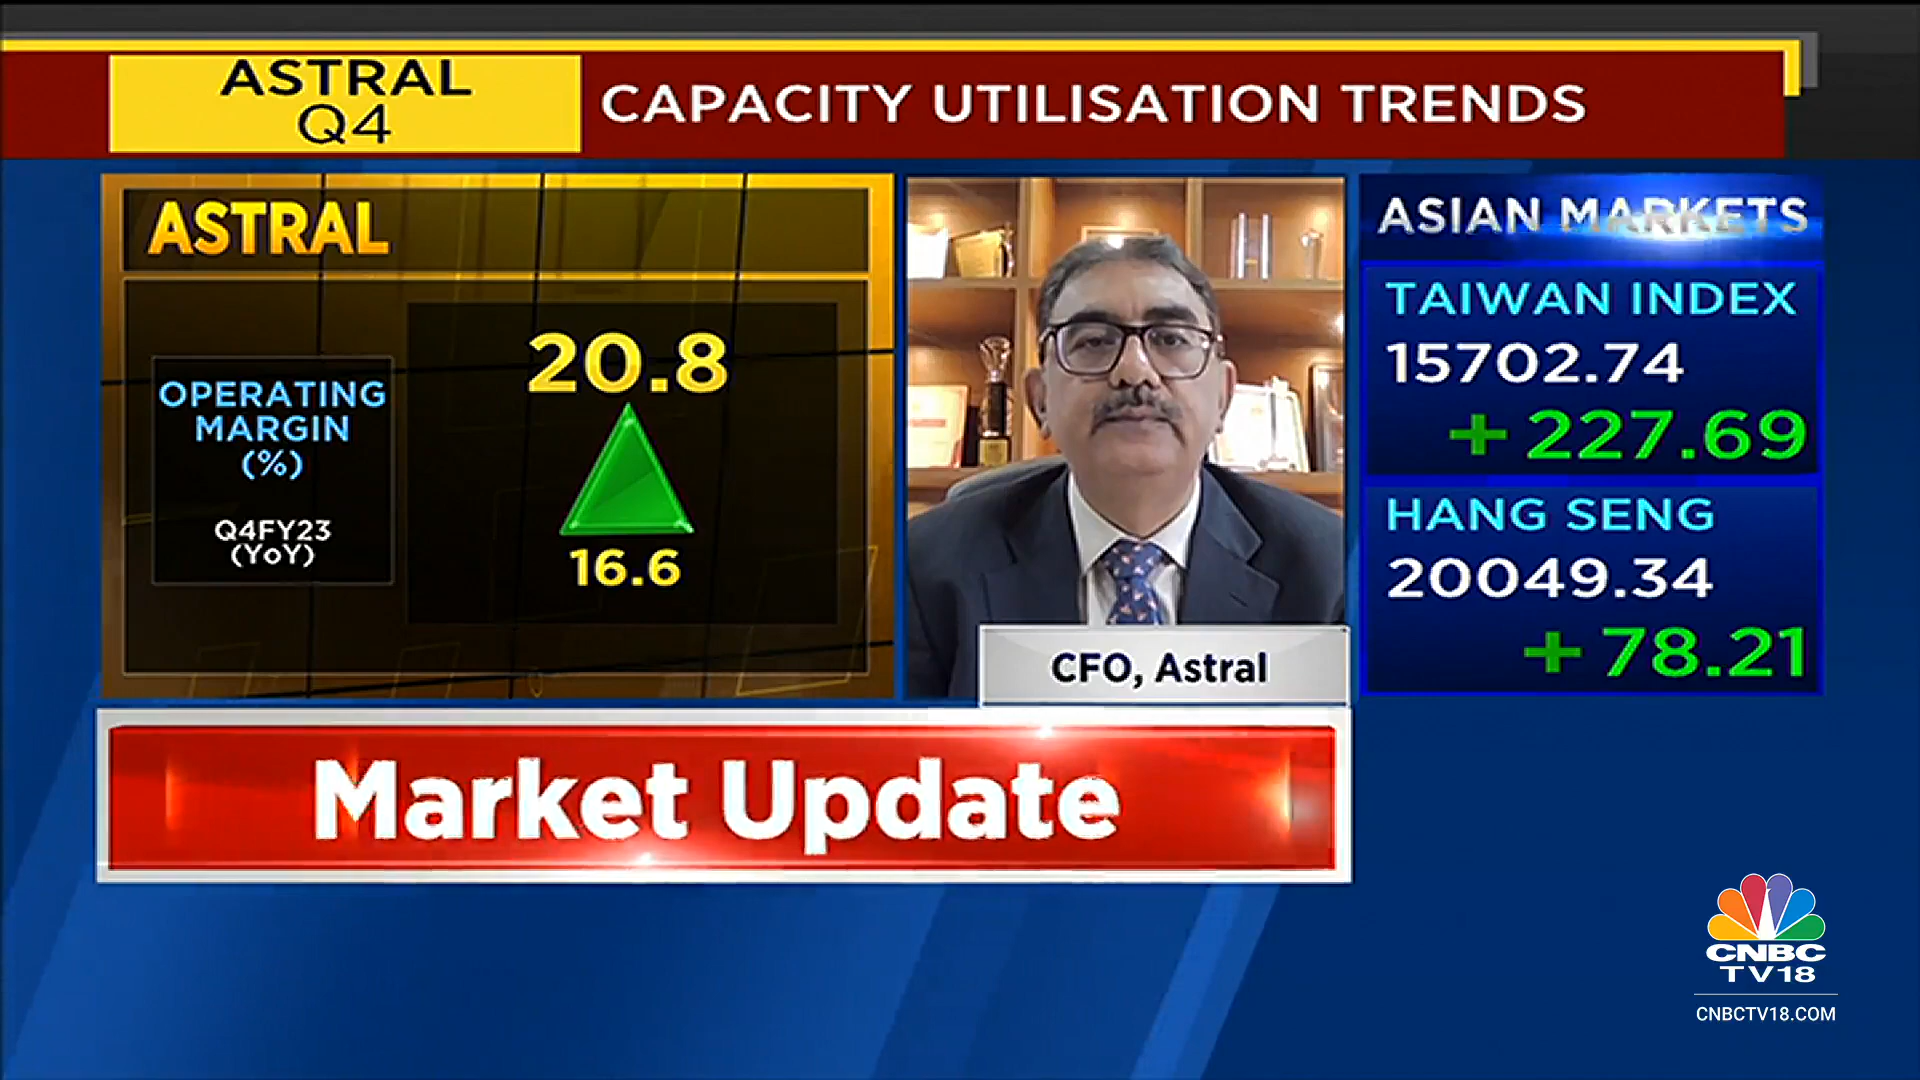 ASTRAL
Q4
CAPACITY UTILISATION TRENDS
ASTRAL
OPERATING
MARGIN
(%)
Q4FY23
(YoY)
20.8
16.6
CFO, Astral
ASIAN MARKETS
TAIWAN INDEX
15702.74
+ 227.69
HANG SENG
20049.34
+ 78.21
Market Update
CNBC
TV18
CNBCTV18.COM